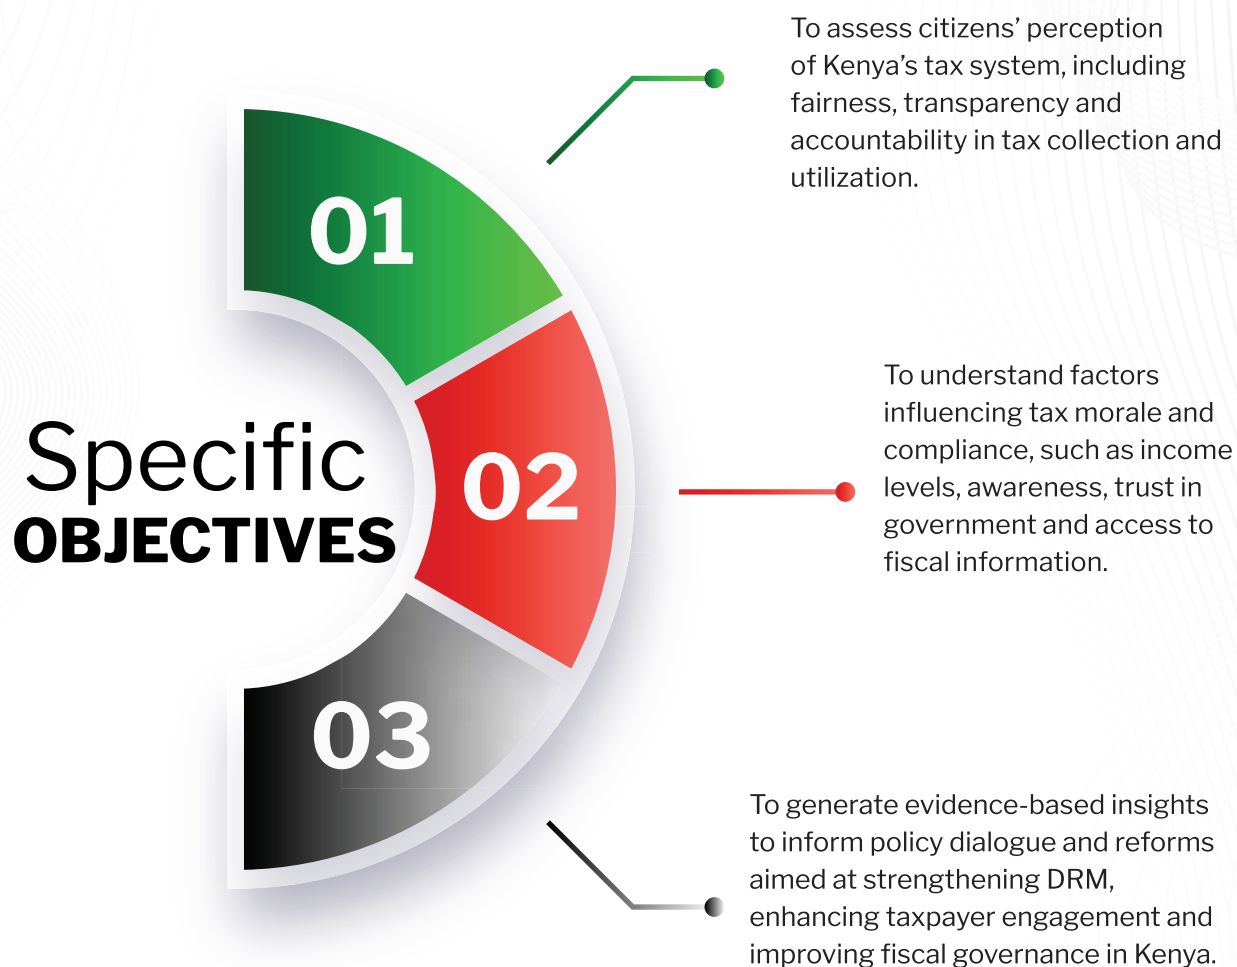 To assess citizens’ perception
of Kenya’s tax system, including
fairness, transparency and
accountability in tax collection and
utilization.
01
Specific
OBJECTIVES
02
To understand factors
influencing tax morale and
compliance, such as income
levels, awareness, trust in
government and access to
fiscal information.
03
To generate evidence-based insights
to inform policy dialogue and reforms
aimed at strengthening DRM,
enhancing taxpayer engagement and
improving fiscal governance in Kenya.